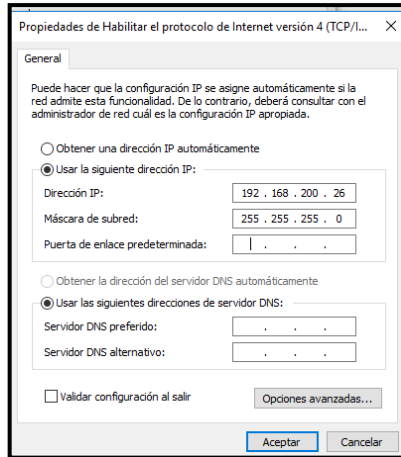 Propiedades de Habilitar el protocolo de Internet versión 4 (TCP/I...
General
Puede hacer que la configuración IP se asigne automáticamente si la
red admite esta funcionalidad. De lo contrario, deberá consultar con el
administrador de red cuál es la configuración IP apropiada.
Obtener una dirección IP automáticamente
Usar la siguiente dirección IP:
Dirección IP: 192 . 168 . 200 . 26
Máscara de subred: 255 . 255 . 255 . 0
Puerta de enlace predeterminada: . . .
Obtener la dirección del servidor DNS automáticamente
Usar las siguientes direcciones de servidor DNS:
Servidor DNS preferido: . . .
Servidor DNS alternativo: . . .
Validar configuración al salir Opciones avanzadas...
Aceptar Cancelar